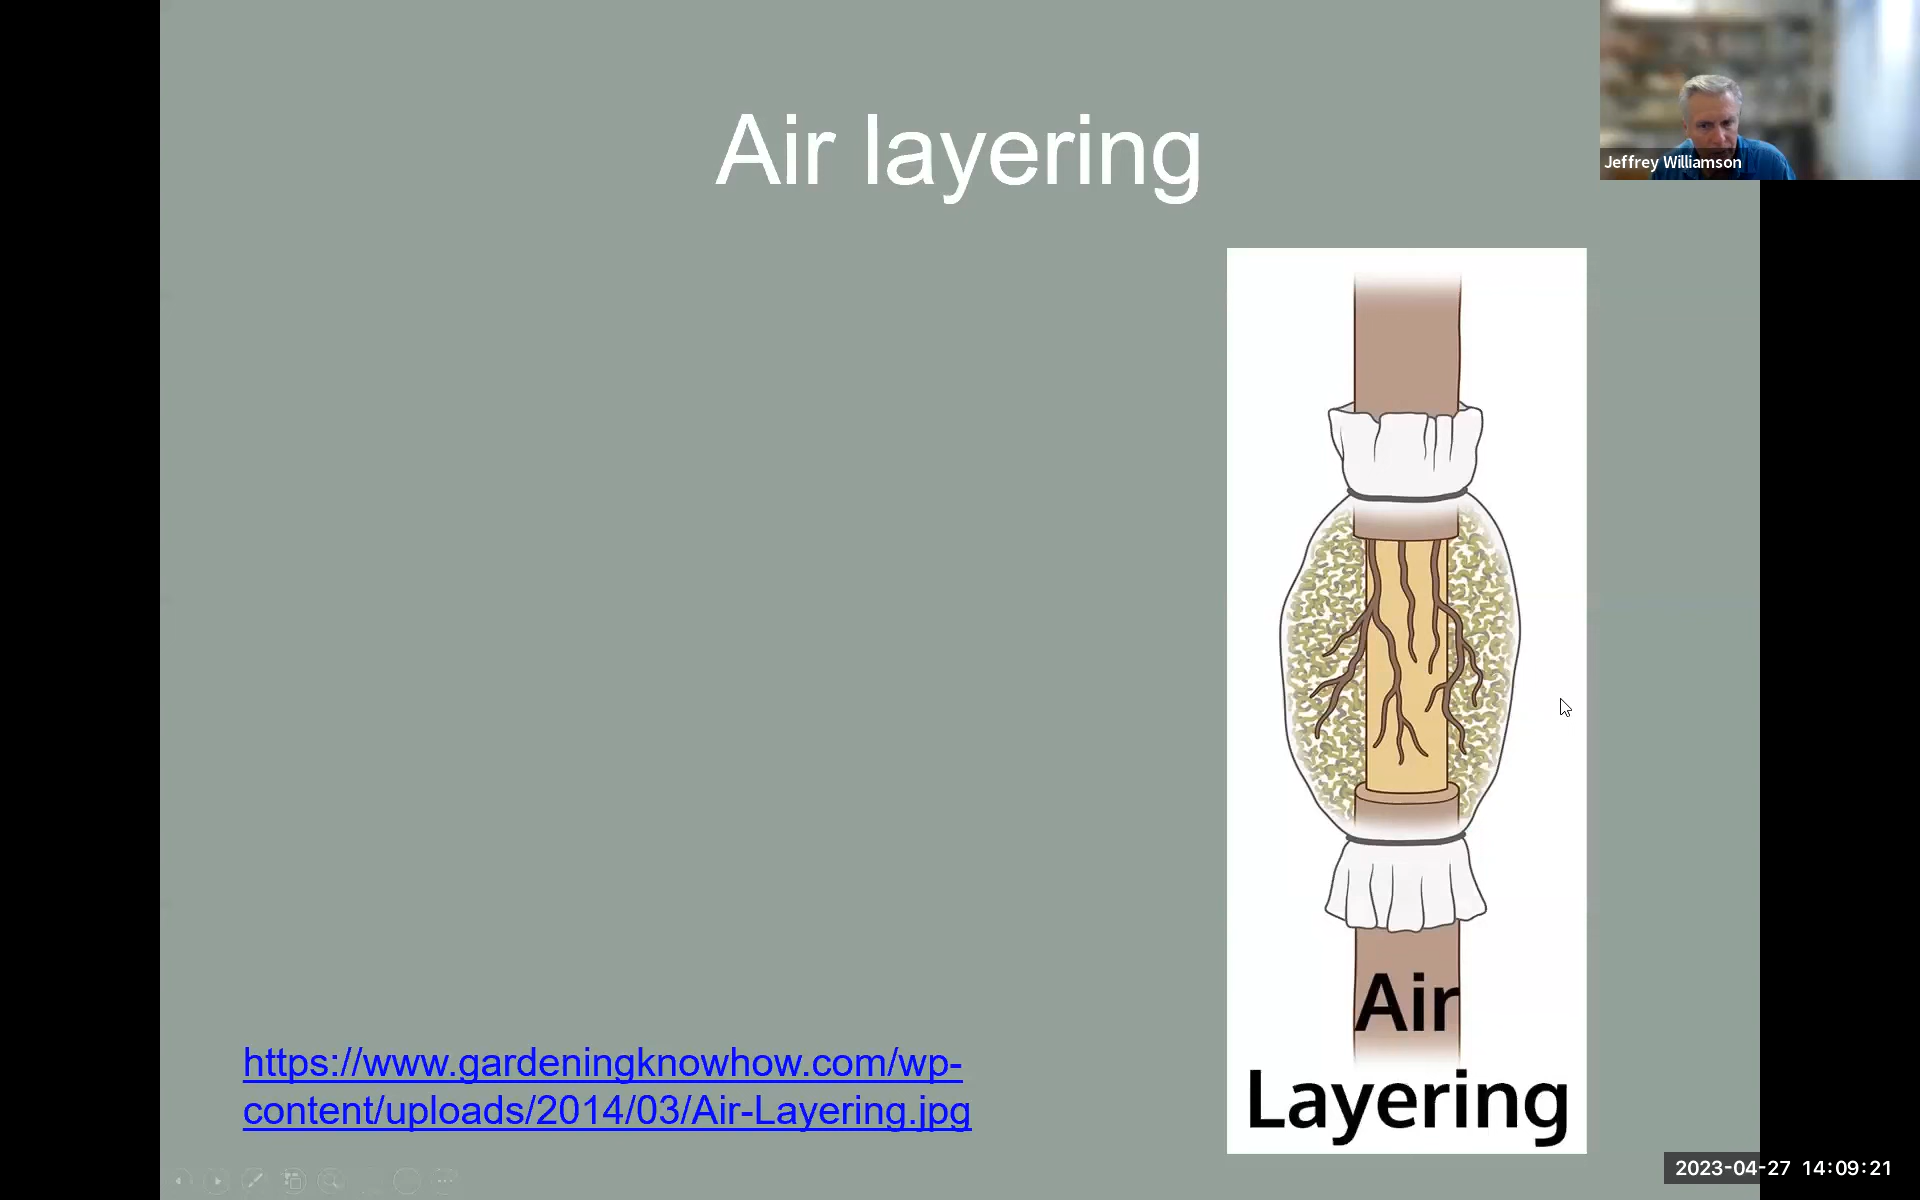 Air layering
Jeffrey Williamson
Air
Layering
https://www.gardeningknowhow.com/wp-
content/uploads/2014/03/Air-Layering.jpg
2023-04-27 14:09:21